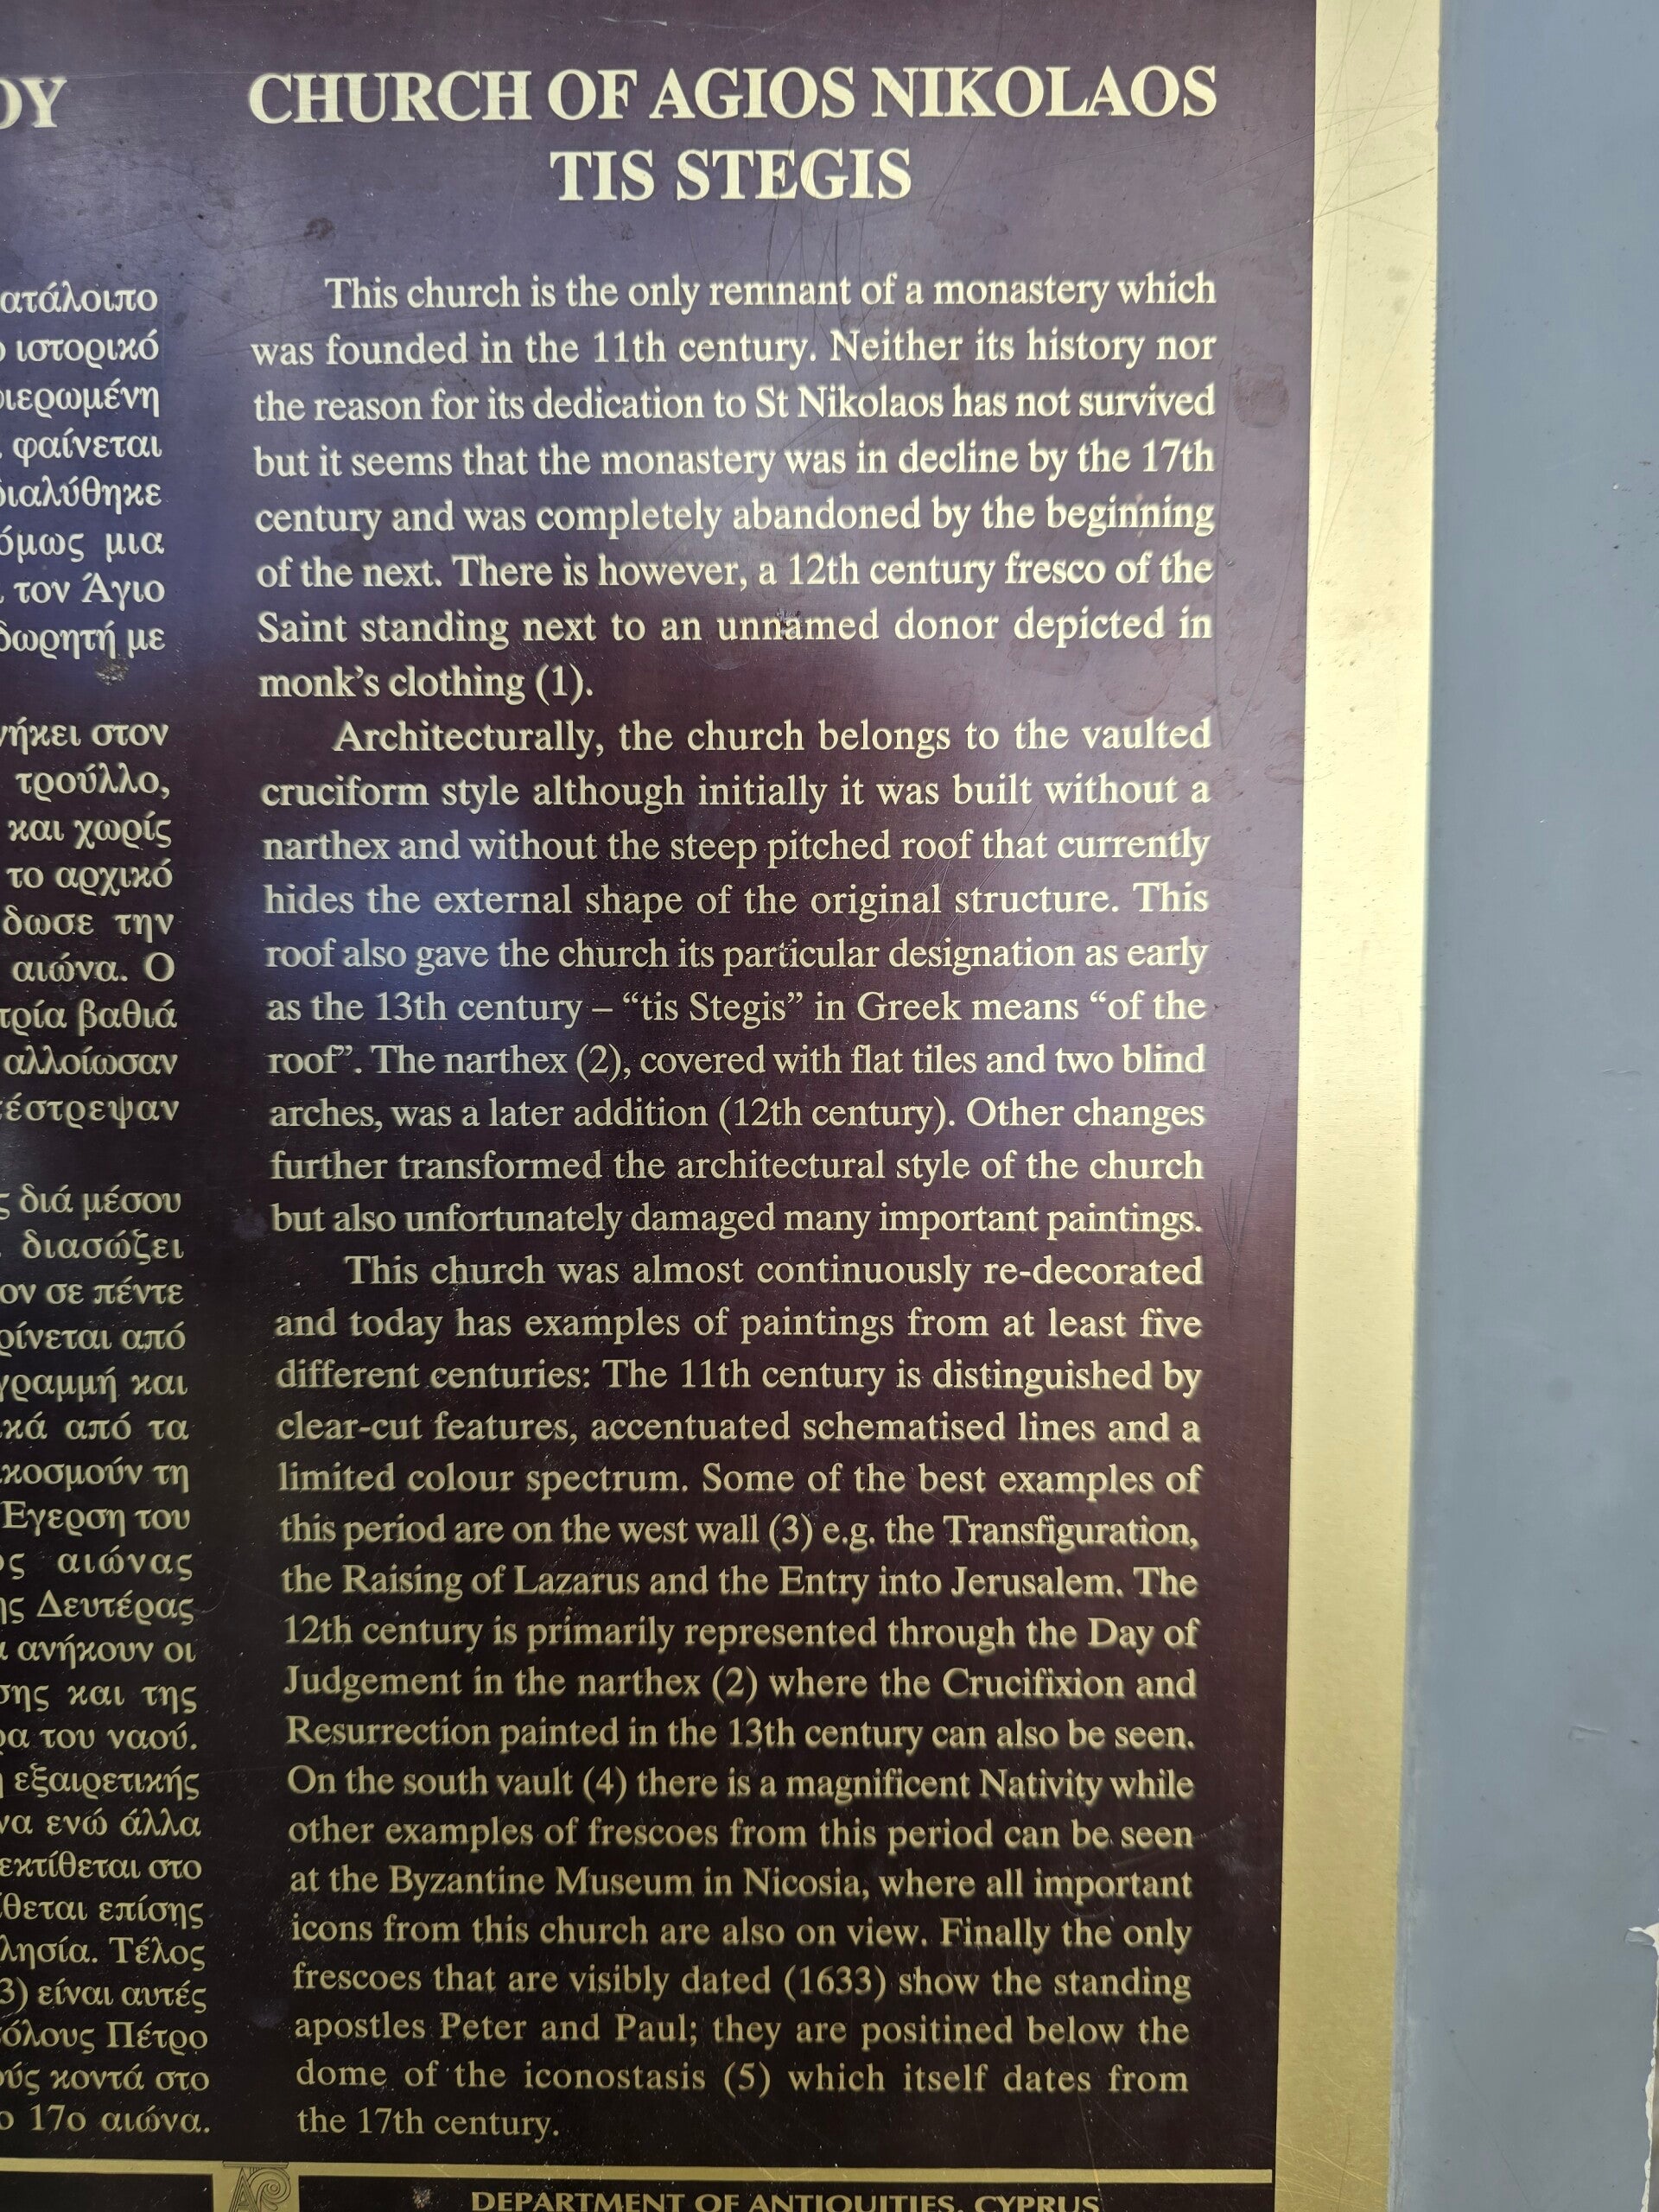 ΟΥ
ατάλοιπο
ιστορικό
ιερωμένη
φαίνεται
διαλύθηκε
όμως μια
τον Άγιο
δωρητή με
νήκει στον
τρούλλο,
και χωρίς
το αρχικό
δωσε την
αιώνα. Ο
τρία βαθιά
αλλοίωσαν
έστρεψαν
ς διά μέσου
διασώζει
ον σε πέντε
ρίνεται από
γραμμή και
κά από τα
κοσμούν τη
Έγερση του
ος αιώνας
ης Δευτέρας
ανήκουν οι
σης και της
ρα του ναού.
εξαιρετικής
να ενώ άλλα
εκτίθεται στο
θεται επίσης
λησία. Τέλος
3) είναι αυτές
όλους Πέτρο
ούς κοντά στο
ο 17ο αιώνα.
CHURCH OF AGIOS NIKOLAOS
TIS STEGIS
This church is the only remnant of a monastery which
was founded in the 11th century. Neither its history nor
the reason for its dedication to St Nikolaos has not survived
but it seems that the monastery was in decline by the 17th
century and was completely abandoned by the beginning
of the next. There is however, a 12th century fresco of the
Saint standing next to an unnamed donor depicted in
monk’s clothing (1).
Architecturally, the church belongs to the vaulted
cruciform style although initially it was built without a
narthex and without the steep pitched roof that currently
hides the external shape of the original structure. This
roof also gave the church its particular designation as early
as the 13th century – “tis Stegis” in Greek means “of the
roof”. The narthex (2), covered with flat tiles and two blind
arches, was a later addition (12th century). Other changes
further transformed the architectural style of the church
but also unfortunately damaged many important paintings.
This church was almost continuously re-decorated
and today has examples of paintings from at least five
different centuries: The 11th century is distinguished by
clear-cut features, accentuated schematised lines and a
limited colour spectrum. Some of the best examples of
this period are on the west wall (3) e.g. the Transfiguration,
the Raising of Lazarus and the Entry into Jerusalem. The
12th century is primarily represented through the Day of
Judgement in the narthex (2) where the Crucifixion and
Resurrection painted in the 13th century can also be seen.
On the south vault (4) there is a magnificent Nativity while
other examples of frescoes from this period can be seen
at the Byzantine Museum in Nicosia, where all important
icons from this church are also on view. Finally the only
frescoes that are visibly dated (1633) show the standing
apostles Peter and Paul; they are positined below the
dome of the iconostasis (5) which itself dates from
the 17th century.
DEPARTMENT OF ANTIQUITIES, CYPRUS